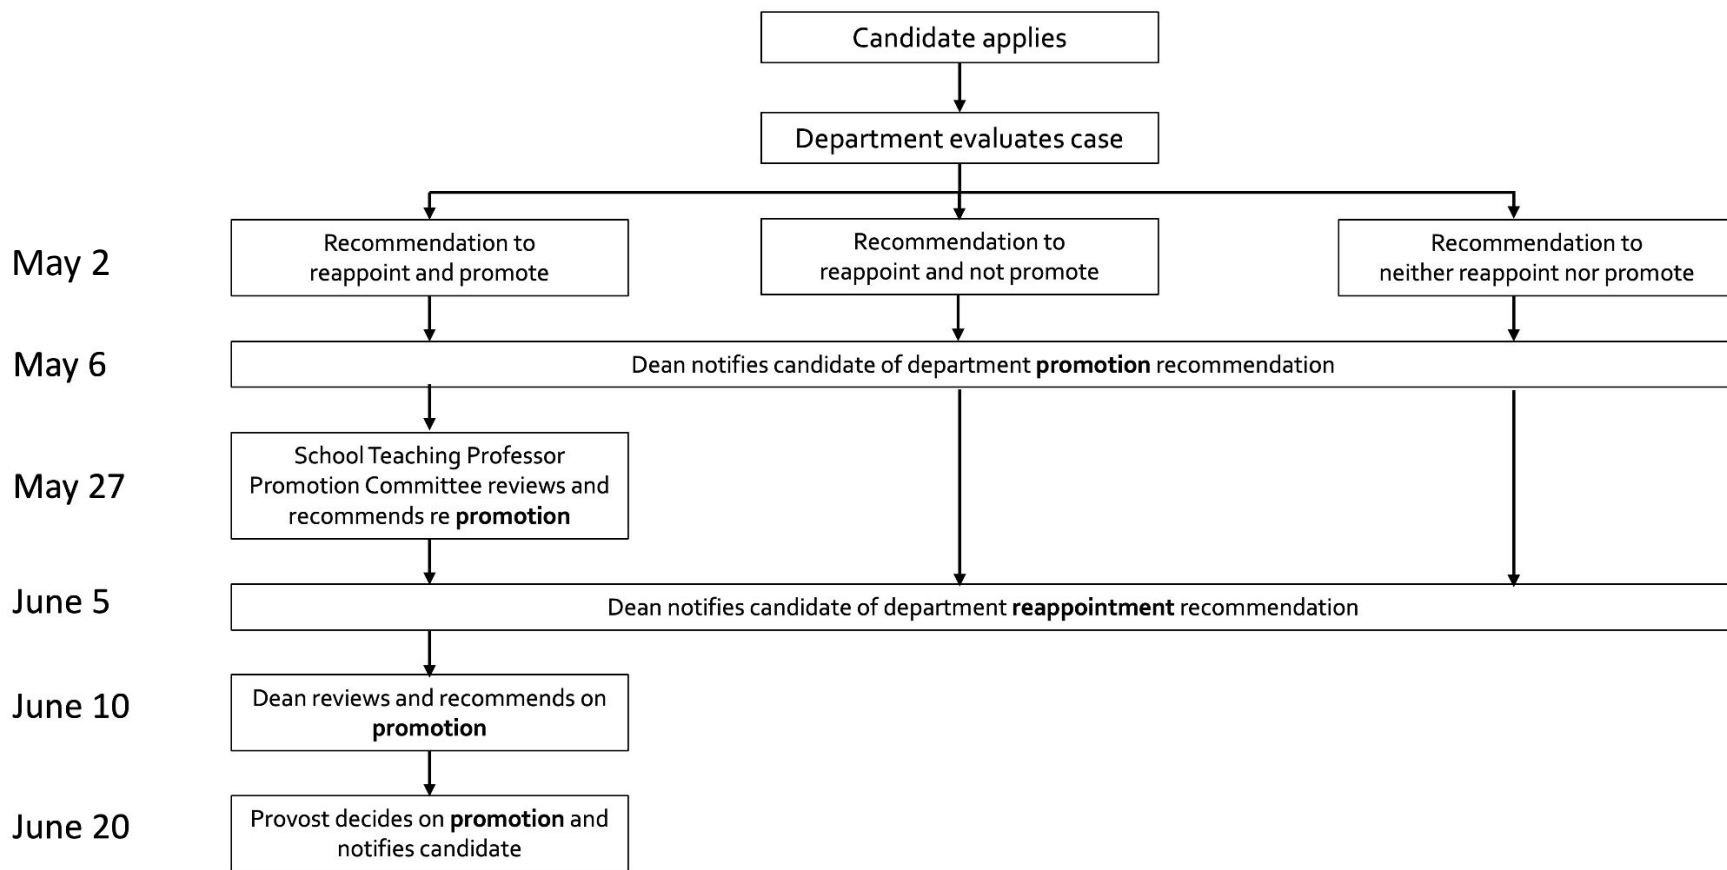 Candidate applies
Department evaluates case
May 2
Recommendation to
reappoint and promote
Recommendation to
reappoint and not promote
Recommendation to
neither reappoint nor promote
May 6
Dean notifies candidate of department promotion recommendation
May 27
School Teaching Professor
Promotion Committee reviews and
recommends re promotion
June 5
Dean notifies candidate of department reappointment recommendation
June 10
Dean reviews and recommends on
promotion
June 20
Provost decides on promotion and
notifies candidate